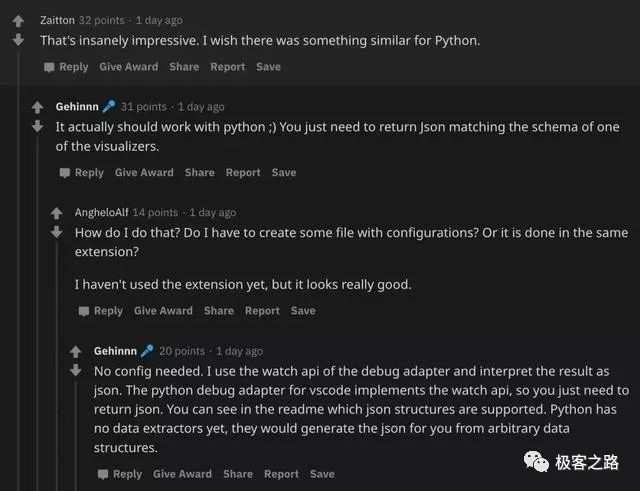 Zaitton 32 points · 1 day ago
That's insanely impressive. I wish there was something similar for Python.
Reply Give Award Share Report Save
Gehinnn 31 points · 1 day ago
It actually should work with python ;) You just need to return Json matching the schema of one
of the visualizers.
Reply Give Award Share Report Save
AngheloAlf 14 points · 1 day ago
How do I do that? Do I have to create some file with configurations? Or it is done in the same
extension?
I haven't used the extension yet, but it looks really good.
Reply Give Award Share Report Save
Gehinnn 20 points · 1 day ago
No config needed. I use the watch api of the debug adapter and interpret the result as
json. The python debug adapter for vscode implements the watch api, so you just need to
return json. You can see in the readme which json structures are supported. Python has
no data extractors yet, they would generate the json for you from arbitrary data
structures.
Reply Give Award Share Report Save
极客之路